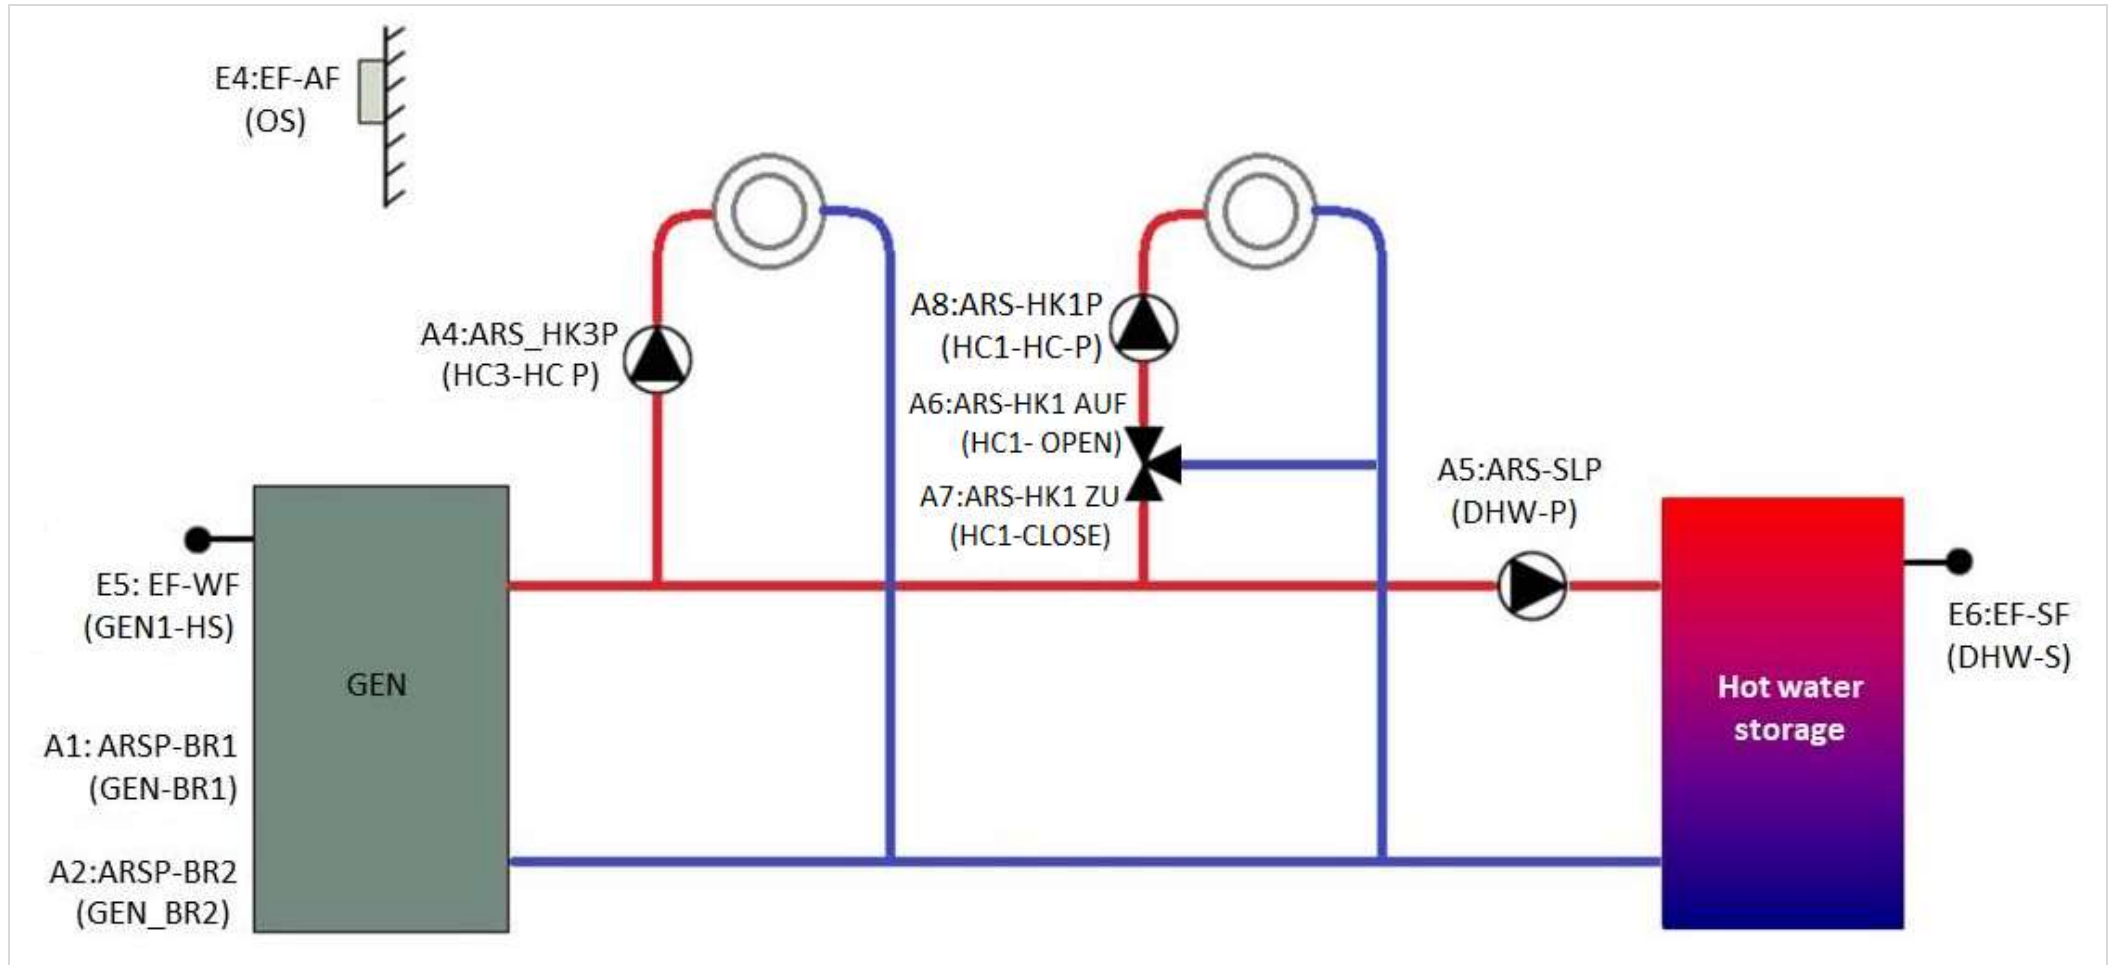 E4:EF-AF
(OS)
A4:ARS_HK3P
(HC3-HC P)
A8:ARS-HK1P
(HC1-HC-P)
A6:ARS-HK1 AUF
(HC1- OPEN)
A7:ARS-HK1 ZU
(HC1-CLOSE)
A5:ARS-SLP
(DHW-P)
E5: EF-WF
(GEN1-HS)
GEN
A1: ARSP-BR1
(GEN-BR1)
A2:ARSP-BR2
(GEN_BR2)
Hot water
storage
E6:EF-SF
(DHW-S)